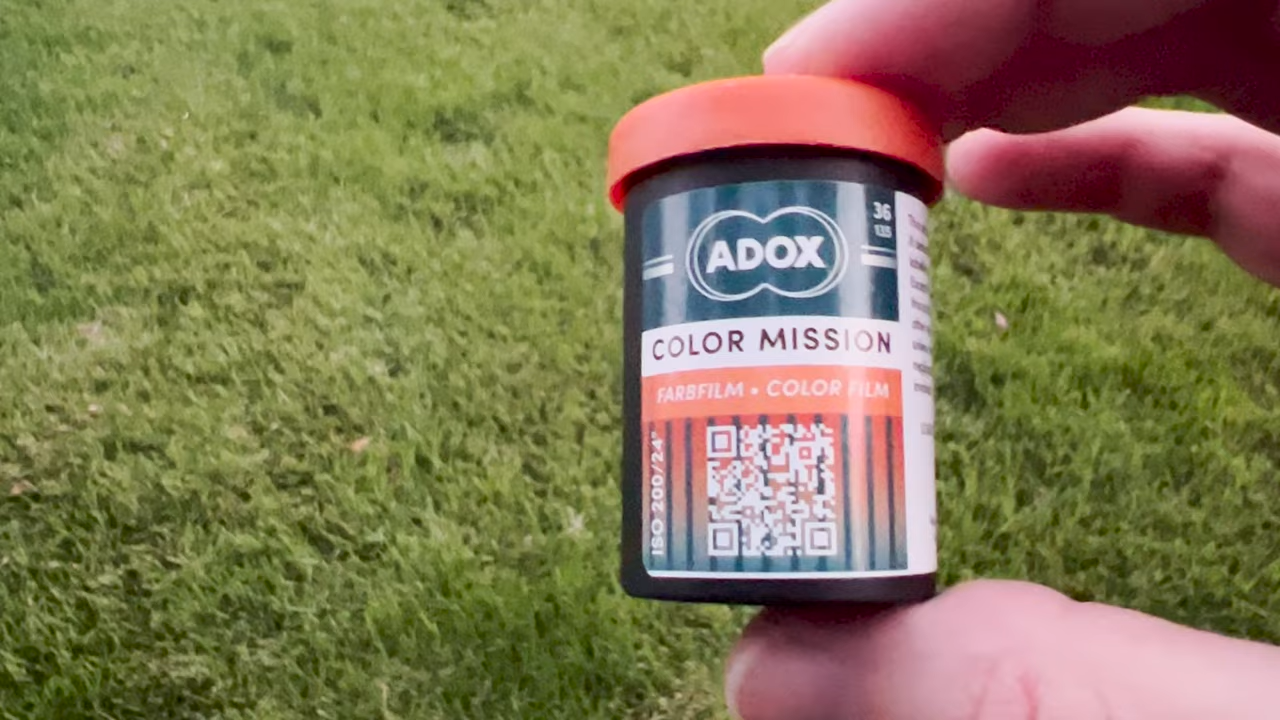 36
135
ADOX
COLOR MISSION
FARBFILM • COLOR FILM
ISO 200/24°